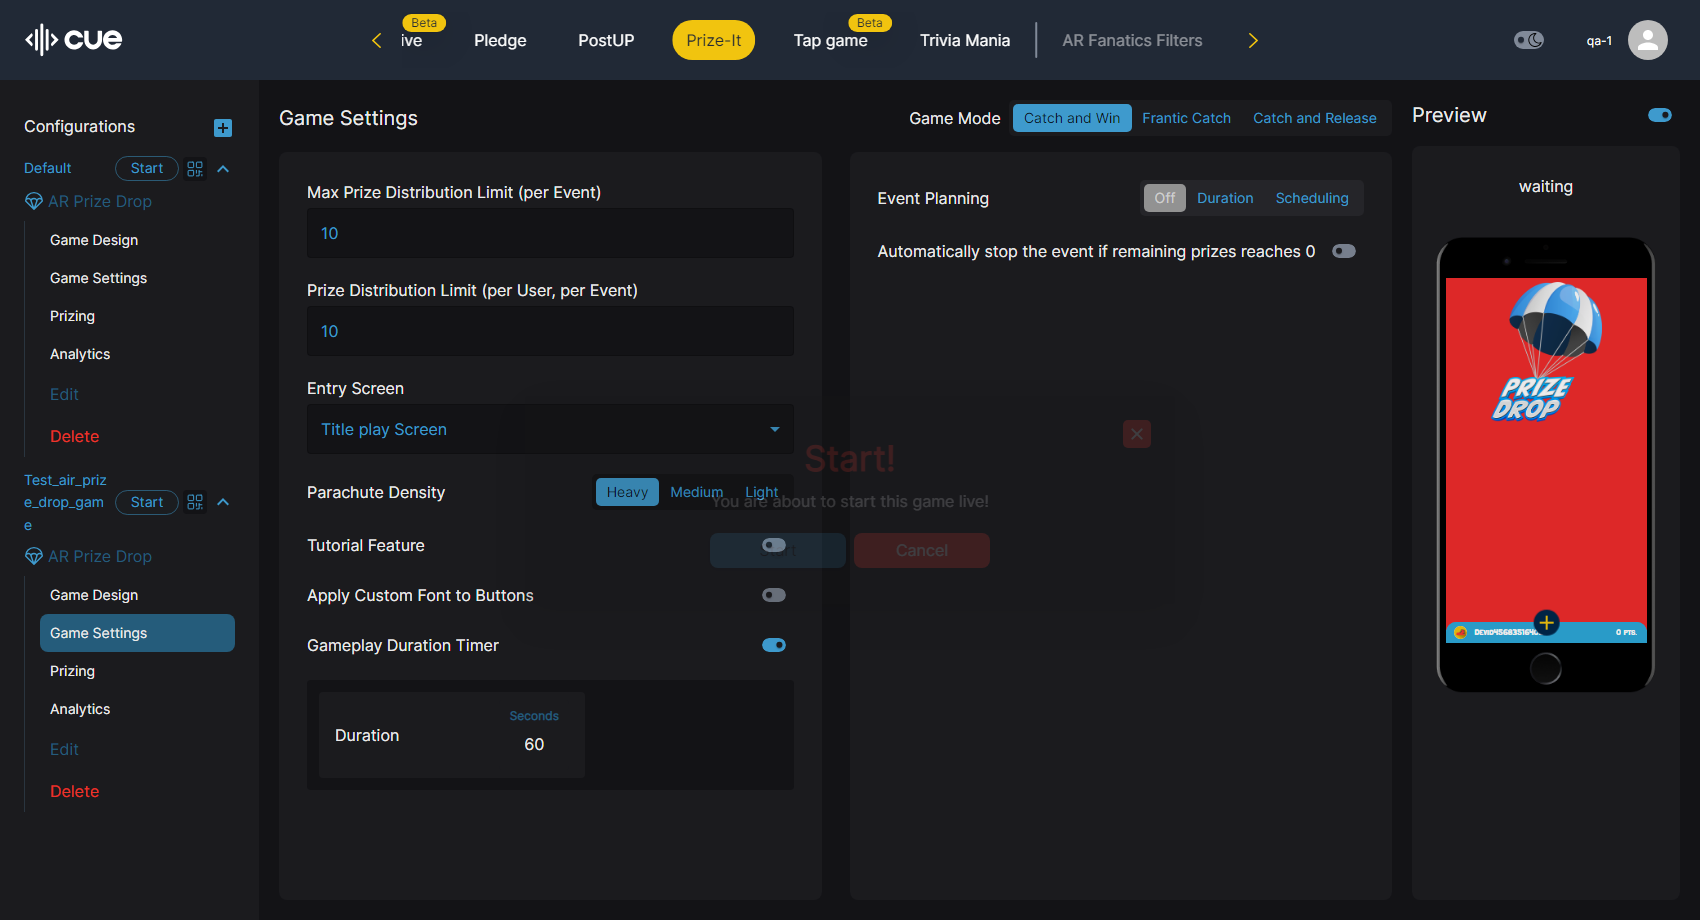 cue
ive
Beta
Pledge
PostUP
Prize-It
Tap game
Beta
Trivia Mania
AR Fanatics Filters
qa-1
Configurations
Default
Start
AR Prize Drop
Game Design
Game Settings
Prizing
Analytics
Edit
Delete
Test_air_priz
e_drop_gam
e
Start
AR Prize Drop
Game Design
Game Settings
Prizing
Analytics
Edit
Delete
Game Settings
Game Mode
Catch and Win
Frantic Catch
Catch and Release
Max Prize Distribution Limit (per Event)
10
Prize Distribution Limit (per User, per Event)
10
Entry Screen
Title play Screen
Parachute Density
Heavy
Medium
Light
Tutorial Feature
Apply Custom Font to Buttons
Gameplay Duration Timer
Duration
Seconds
60
Event Planning
Off
Duration
Scheduling
Automatically stop the event if remaining prizes reaches 0
Start!
You are about to start this game live!
Cancel
Preview
waiting
PRIZE
DROP
0 PTS.